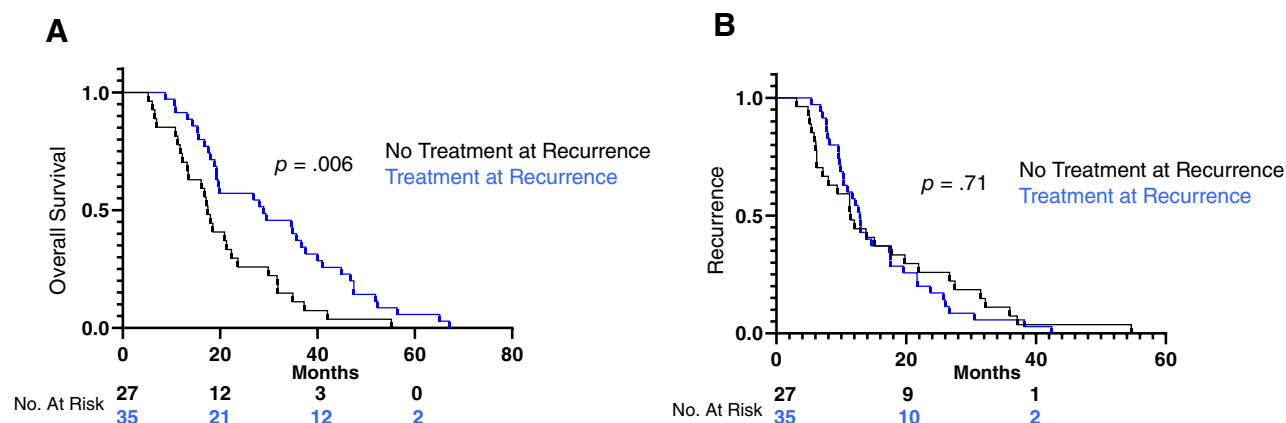 A
1.0
0.5
0.0
Overall Survival
p = .006
No Treatment at Recurrence
Treatment at Recurrence
0 20 40 60 80
Months
No. At Risk
27 12 3 0
35 21 12 2
B
1.0
0.5
0.0
Recurrence
p = .71
No Treatment at Recurrence
Treatment at Recurrence
0 20 40 60
Months
No. At Risk
27 9 1
35 10 2